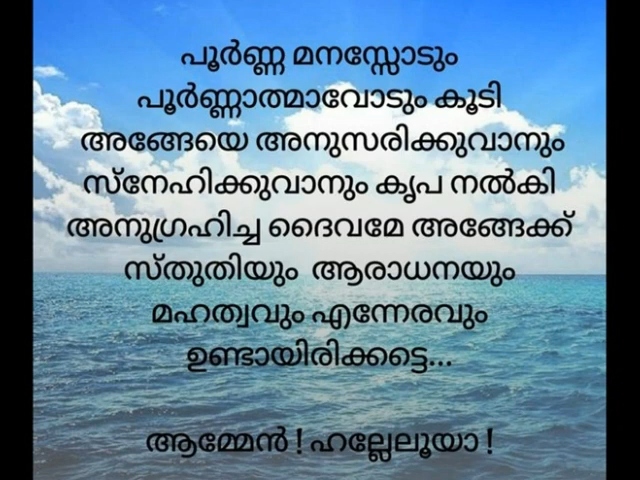 പൂർണ്ണ മനസ്സോടും
പൂർണ്ണാത്മാവോടും കൂടി
അങ്ങേയെ അനുസരിക്കുവാനും
സ്നേഹിക്കുവാനും കൃപ നൽകി
അനുഗ്രഹിച്ച ദൈവമേ അങ്ങേക്ക്
സ്തുതിയും ആരാധനയും
മഹത്വവും എന്നേരവും
ഉണ്ടായിരിക്കട്ടെ...
ആമ്മേൻ ! ഹല്ലേലൂയാ !